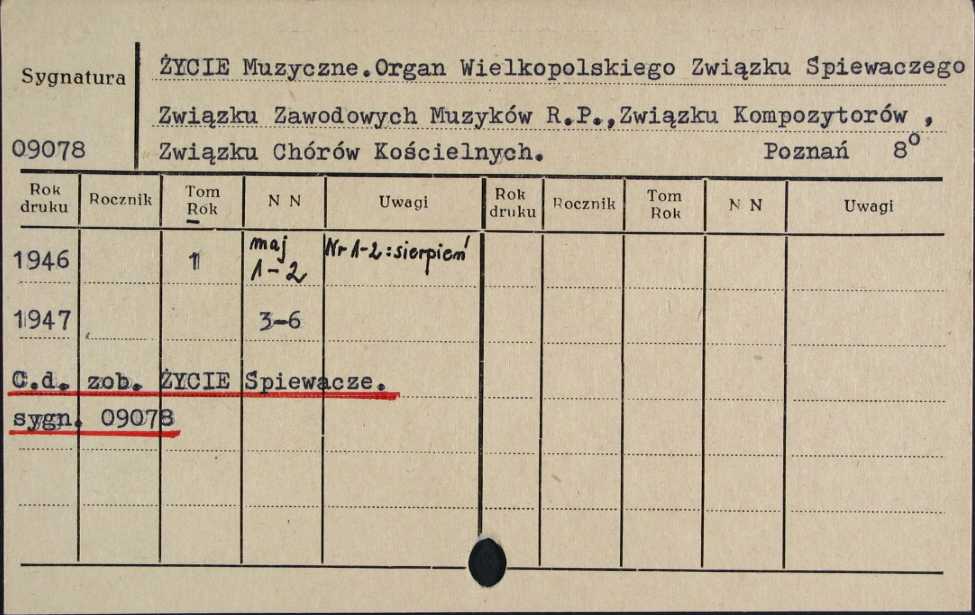 ŻYCIE Muzyczne.Organ Wielkopolskiego Związku Spiewaczego
Sygnatura
Związku Zawodowych Muzyków R.P.,Związku Kompozytorów ,
09078 Związku Chórów Kościelnych. Poznań 8°
Rok druku Rocznik Tom Rok N N Uwagi Rok druku Rocznik Tom Rok N N Uwagi
1946 1 maj 1-2 Nr 1-2: sierpień
1947 3-6
C.d. zob. ŻYCIE Spiewacze.
sygn. 09078